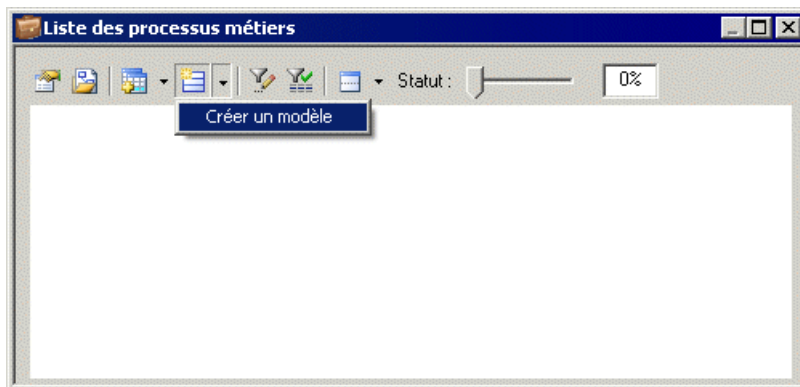 Liste des processus métiers
Statut : 0%
Créer un modèle